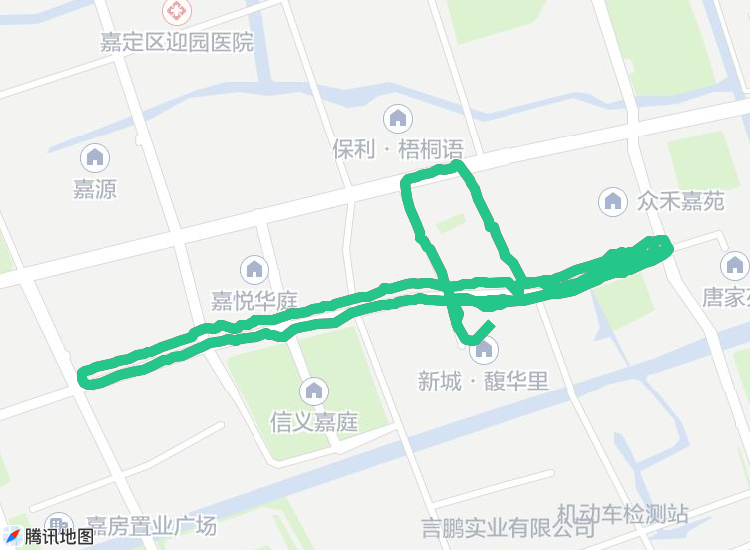 嘉定区迎园医院
保利·梧桐语
嘉源
众禾嘉苑
嘉悦华庭
唐家
新城·馥华里
信义嘉庭
嘉房置业广场
机动车检测站
言鹏实业有限公司
腾讯地图